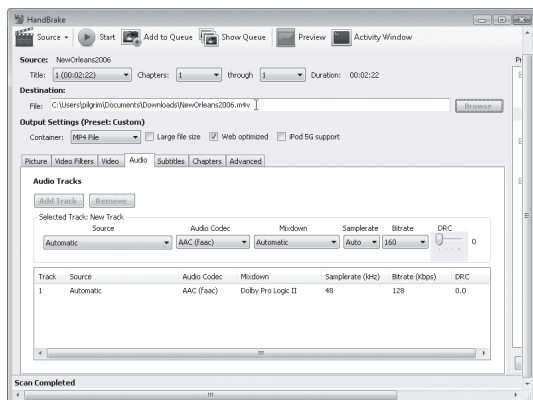 HandBrake
Source Start Add to Queue Show Queue Preview Activity Window
Source: NewOrleans2006
Title: 1 (00:02:22) Chapters: 1 through 1 Duration: 00:02:22
Destination:
File: C:\Users\pilgrim\Documents\Downloads\NewOrleans2006.m4v Browse
Output Settings (Preset: Custom)
Container: MP4 File Large file size Web optimized iPod 5G support
Picture Video Filters Video Audio Subtitles Chapters Advanced
Audio Tracks
Add Track Remove
Selected Track: New Track
Source Audio Codec Mixdown Samplerate Bitrate DRC
Automatic AAC (faac) Automatic Auto 160 0
Track Source Audio Codec Mixdown Samplerate (kHz) Bitrate (Kbps) DRC
1 Automatic AAC (faac) Dolby Pro Logic II 48 128 0.0
Scan Completed